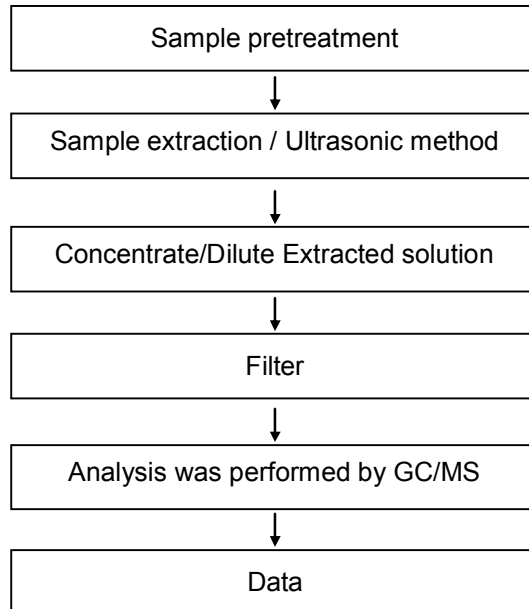 Sample pretreatment
Sample extraction / Ultrasonic method
Concentrate/Dilute Extracted solution
Filter
Analysis was performed by GC/MS
Data